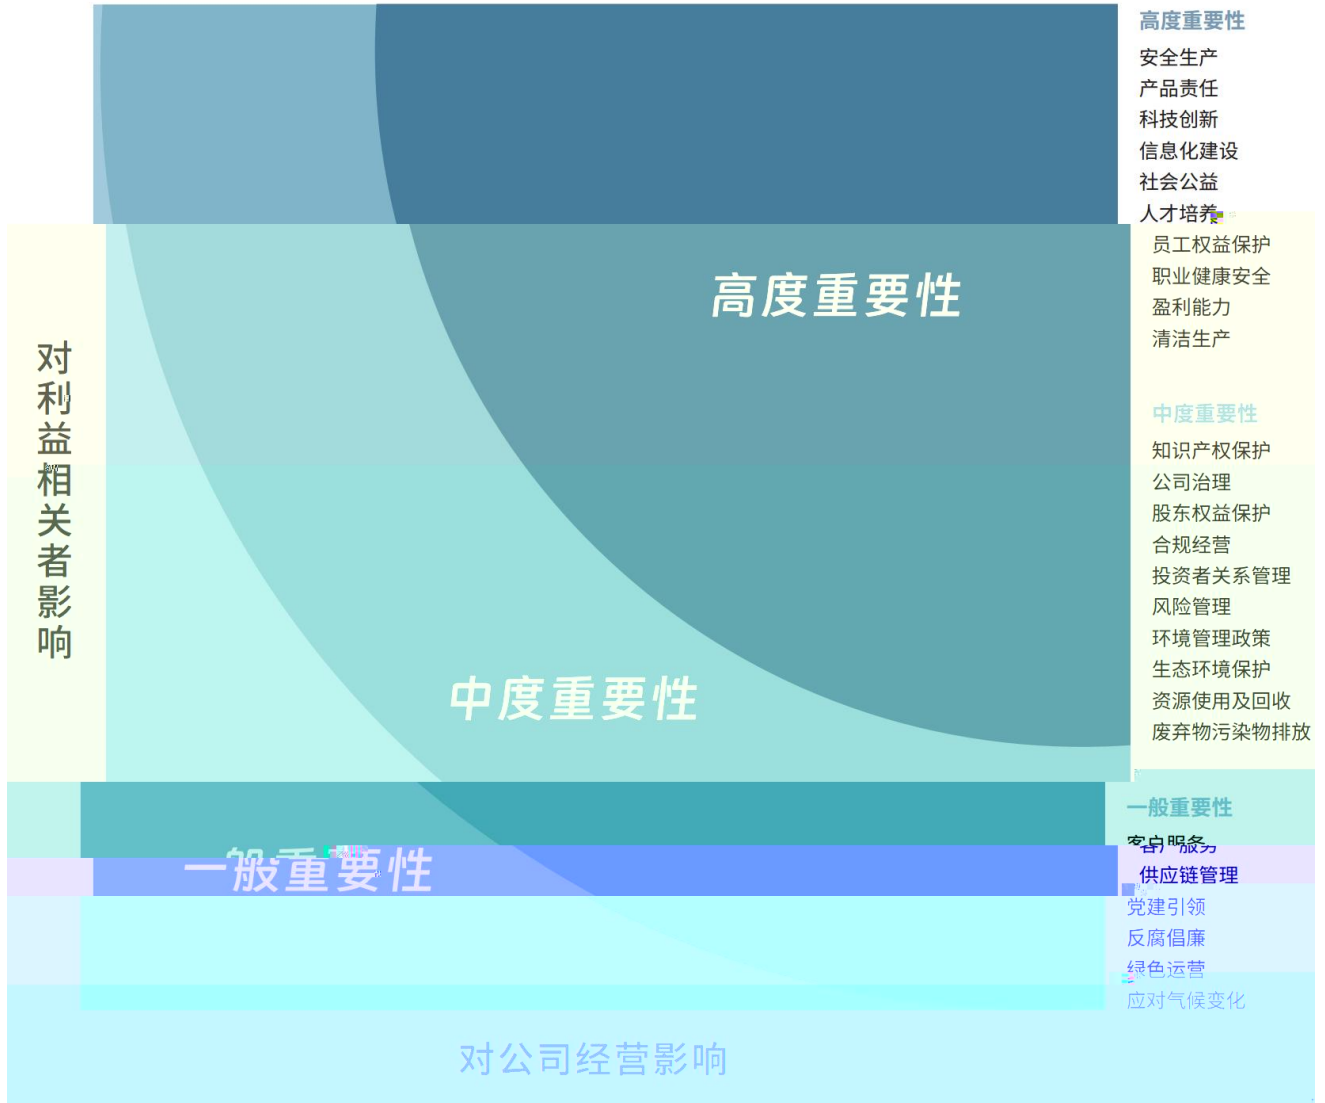 高度重要性
安全生产
产品责任
科技创新
信息化建设
社会公益
人才培养
员工权益保护
职业健康安全
盈利能力
清洁生产
中度重要性
知识产权保护
公司治理
股东权益保护
合规经营
投资者关系管理
风险管理
环境管理政策
生态环境保护
资源使用及回收
废弃物污染物排放
一般重要性
客户服务
供应链管理
党建引领
反腐倡廉
绿色运营
应对气候变化
对利益相关者影响
高度重要性
中度重要性
一般重要性
对公司经营影响